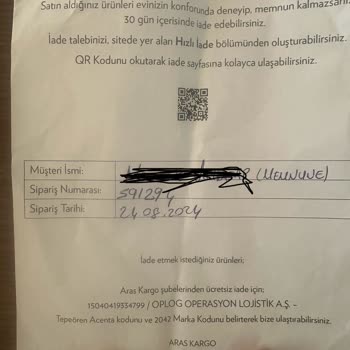 Satın aldığınız ürünleri evinizin konforunda deneyip, memnun kalmazsanız
30 gün içerisinde iade edebilirsiniz.
İade talebinizi, sitede yer alan Hızlı İade bölümünden oluşturabilirsiniz.
QR Kodunu okutarak iade sayfasına kolayca ulaşabilirsiniz.
Müşteri İsmi: (MEMNUNE)
Sipariş Numarası: 591294
Sipariş Tarihi: 24.08.2024
İade etmek istediğiniz ürünleri:
Aras Kargo şubelerinden ücretsiz iade için:
15040419334799 / OPLOG OPERASYON LOJİSTİK A.Ş. -
Tepeören Acenta kodunu ve 2042 Marka Kodunu belirterek bize ulaştırabilirsiniz.
ARAS KARGO